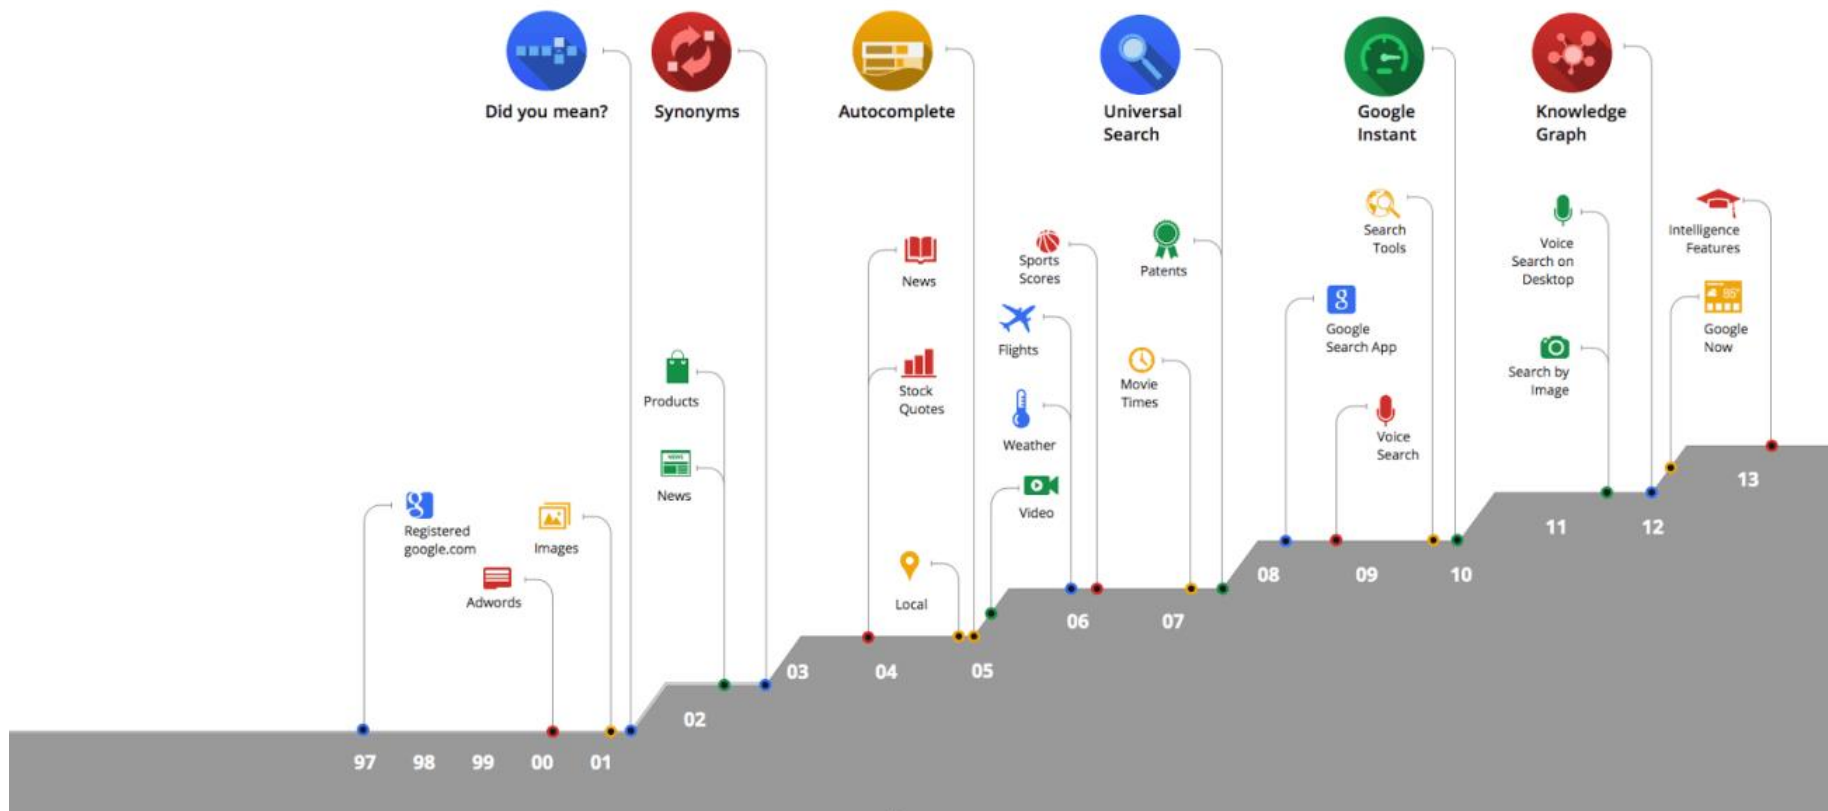 Did you mean?
Synonyms
Autocomplete
Universal
Search
Google
Instant
Knowledge
Graph
Registered
google.com
Adwords
Images
Products
NEWS
News
News
Stock
Quotes
Local
Sports
Scores
Flights
Weather
Video
Patents
Movie
Times
g
Google
Search App
Search
Tools
Voice
Search
Voice
Search on
Desktop
Search by
Image
Intelligence
Features
Google
Now
97
98
99
00
01
02
03
04
05
06
07
08
09
10
11
12
13